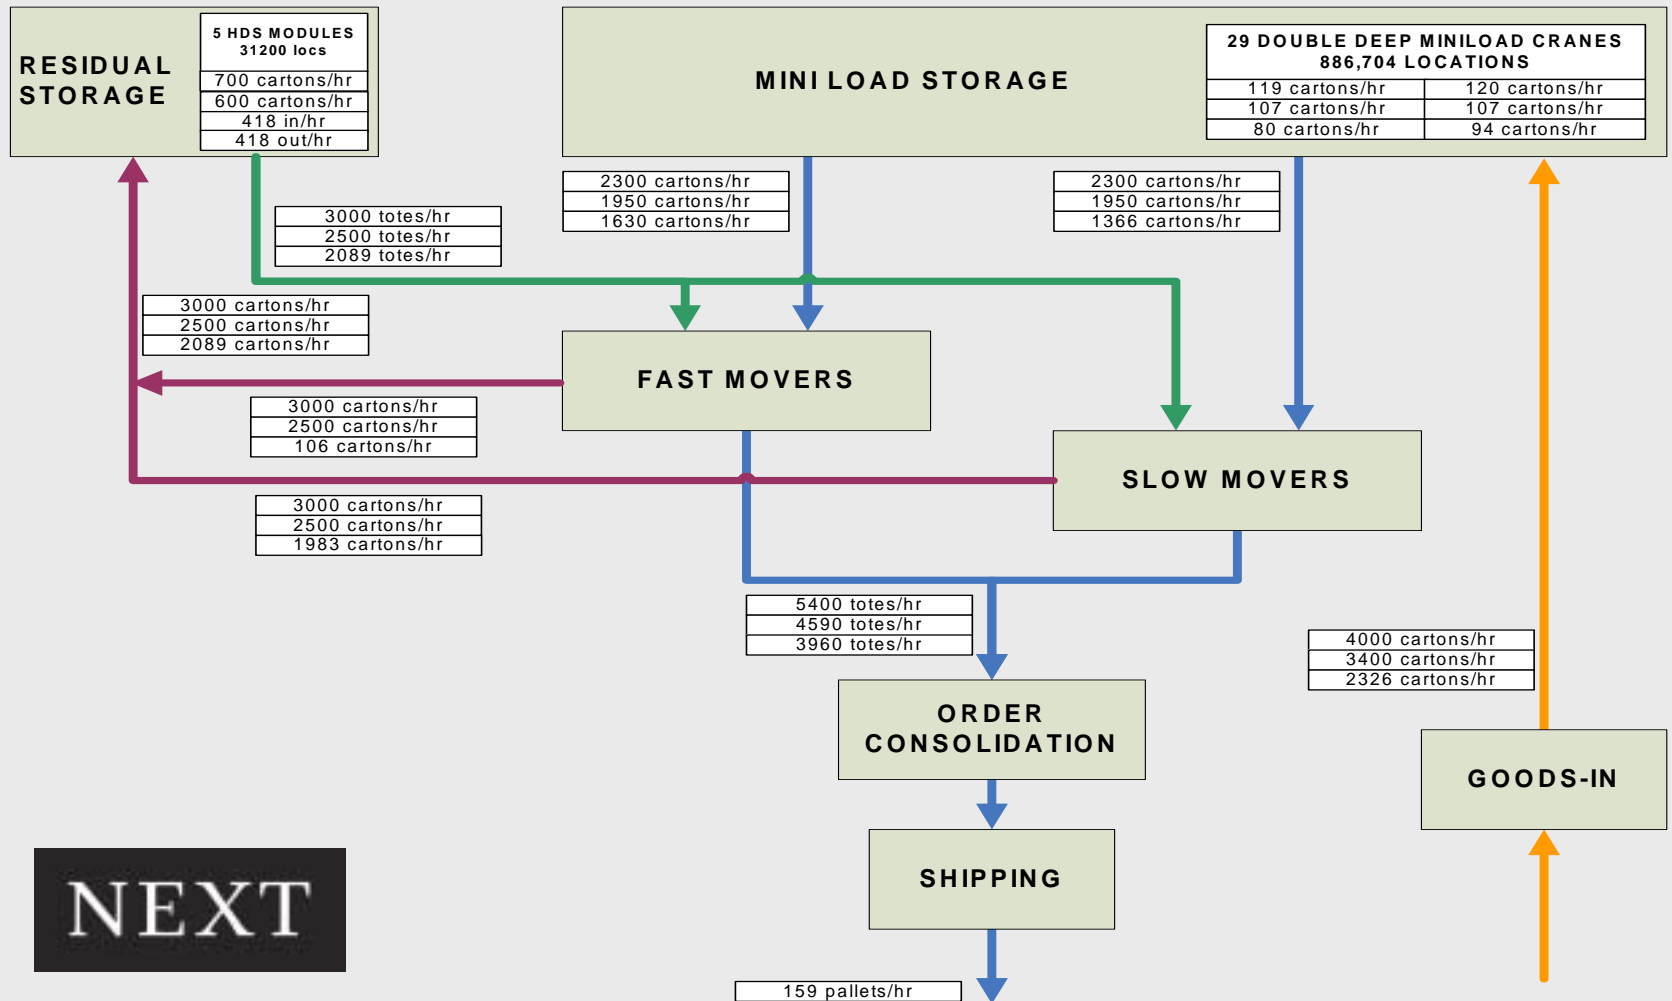 RESIDUAL
STORAGE
5 HDS MODULES
31200 locs
700 cartons/hr
600 cartons/hr
418 in/hr
418 out/hr
MINI LOAD STORAGE
29 DOUBLE DEEP MINILOAD CRANES
886,704 LOCATIONS
119 cartons/hr 120 cartons/hr
107 cartons/hr 107 cartons/hr
80 cartons/hr 94 cartons/hr
3000 totes/hr
2500 totes/hr
2089 totes/hr
2300 cartons/hr
1950 cartons/hr
1630 cartons/hr
2300 cartons/hr
1950 cartons/hr
1366 cartons/hr
3000 cartons/hr
2500 cartons/hr
2089 cartons/hr
FAST MOVERS
3000 cartons/hr
2500 cartons/hr
106 cartons/hr
SLOW MOVERS
3000 cartons/hr
2500 cartons/hr
1983 cartons/hr
5400 totes/hr
4590 totes/hr
3960 totes/hr
4000 cartons/hr
3400 cartons/hr
2326 cartons/hr
ORDER
CONSOLIDATION
GOODS-IN
SHIPPING
NEXT
159 pallets/hr